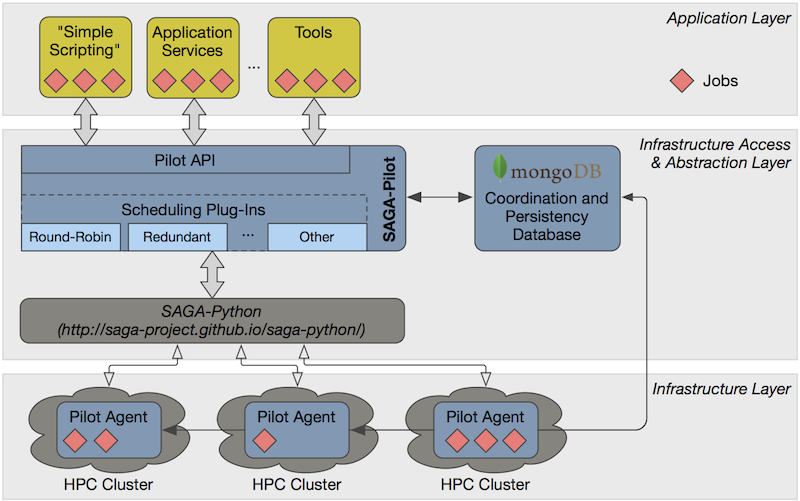 Application Layer
"Simple
Scripting"
Application
Services
...
Tools
Jobs
Infrastructure Access
& Abstraction Layer
Pilot API
SAGA-Pilot
Scheduling Plug-Ins
Round-Robin
Redundant
...
Other
mongoDB
Coordination and
Persistency
Database
SAGA-Python
(http://saga-project.github.io/saga-python/)
Infrastructure Layer
Pilot Agent
Pilot Agent
Pilot Agent
HPC Cluster
HPC Cluster
HPC Cluster